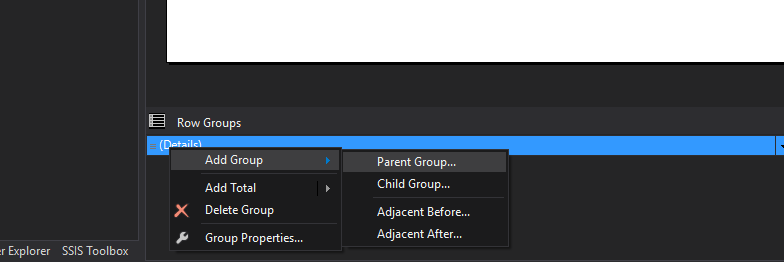 Row Groups
(Details)
Add Group
Parent Group...
Child Group...
Add Total
Delete Group
Adjacent Before...
Group Properties...
Adjacent After...
er Explorer SSIS Toolbox